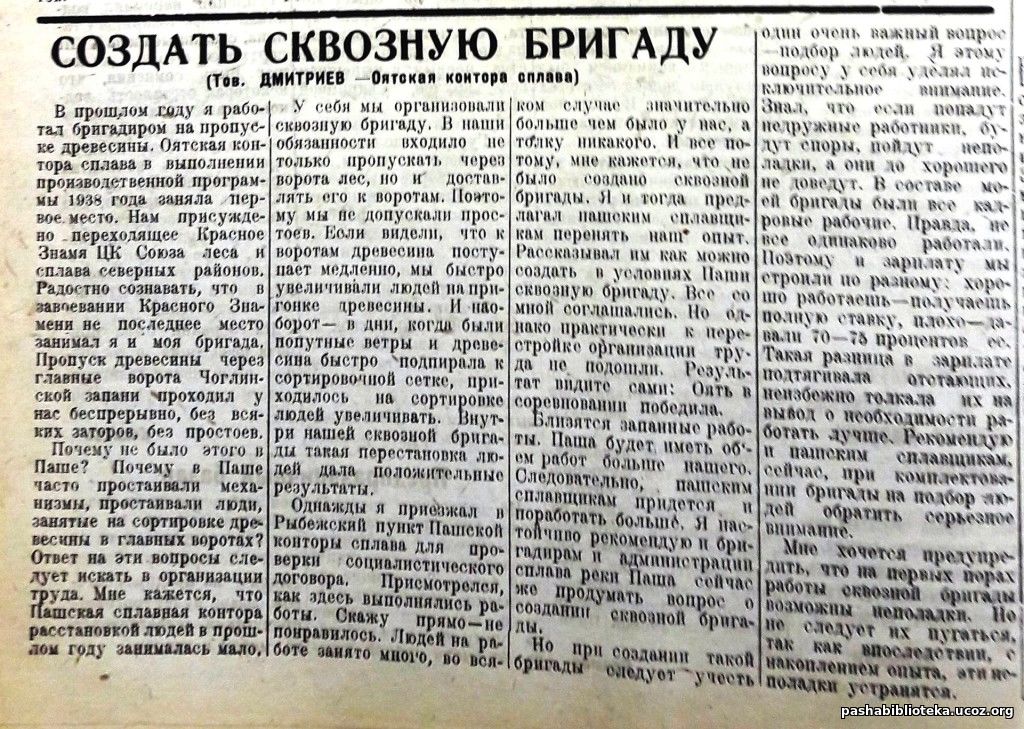 СОЗДАТЬ СКВОЗНУЮ БРИГАДУ
(Тов. ДМИТРИЕВ —Оятская контора сплава)
В прошлом году я рабо-
тал бригадиром на пропус-
ке древесины. Оятская кон-
тора сплава в выполнении
производственной програм-
мы 1938 года заняла пер-
вое место. Нам присужде-
но переходящее Красное
Знамя ЦК Союза леса и
сплава северных районов.
Радостно сознавать, что в
завоевании Красного Зна-
мени не последнее место
занимал я и моя бригада.
Пропуск древесины через
главные ворота Чоглин-
ской запани проходил у
нас беспрерывно, без вся-
ких заторов, без простоев.
Почему не было этого в
Паше? Почему в Паше
часто простаивали меха-
низмы, простаивали люди,
занятые на сортировке дре-
весины в главных воротах?
Ответ на эти вопросы сле-
дует искать в организации
труда. Мне кажется, что
Пашская сплавная контора
расстановкой людей в прош-
лом году занималась мало.
У себя мы организовали
сквозную бригаду. В наши
обязанности входило не
только пропускать через
ворота лес, но и достав-
лять его к воротам. Поэто-
му мы не допускали прос-
тоев. Если видели, что к
воротам древесина посту-
пает медленно, мы быстро
увеличивали людей на при-
гонке древесины. И нао-
борот— в дни, когда были
попутные ветры и древе-
сина быстро подпирала к
сортировочной сетке, при-
ходилось на сортировке
людей увеличивать. Внут-
ри нашей сквозной брига-
ды такая перестановка лю-
дей дала положительные
результаты.
Однажды я приезжал в
Рыбежский пункт Пашской
конторы сплава для про-
верки социалистического
договора. Присмотрелся,
как здесь выполнялись ра-
боты. Скажу прямо—не
понравилось. Людей на ра-
боте занято много, во вся-
ком случае значительно
больше чем было у нас, а
толку никакого. И все по-
тому, мне кажется, что не
было создано сквозной
бригады. Я и тогда пред-
лагал пашским сплавщи-
кам перенять наш опыт.
Рассказывал им как можно
создать в условиях Паши
сквозную бригаду. Все со
мной соглашались. Но од-
нако практически к пере-
стройке организации тру-
да не подошли. Резуль-
тат видите сами: Оять в
соревновании победила.
Близятся запанные рабо-
ты. Паша будет иметь об'-
ем работ больше нашего.
Следовательно, пашским
сплавщикам придется и
поработать больше. Я нас-
тойчиво рекомендую и бри-
гадирам и администрации
сплава реки Паша сейчас
же продумать вопрос о
создании сквозной брига-
ды.
Но при создании такой
бригады следует учесть
один очень важный вопрос
—подбор людей. Я этому
вопросу у себя уделял ис-
ключительное внимание.
Знал, что если попадут
недружные работники, бу-
дут споры, пойдут непо-
ладки, а они до хорошего
не доведут. В составе мо-
ей бригады были все кад-
ровые рабочие. Правда, не
все одинаково работали.
Поэтому и зарплату мы
строили по разному: хоро-
шо работаешь—получаешь
полную ставку, плохо—да-
вали 70—75 процентов ее.
Такая разница в зарплате
подтягивала отстающих,
неизбежно толкала их на
вывод о необходимости ра-
ботать лучше. Рекомендую
и пашским сплавщикам,
сейчас, при комплектова-
нии бригады на подбор лю-
дей обратить серьезное
внимание.
Мне хочется предупре-
дить, что на первых порах
работы сквозной бригады
возможны неполадки. Но
не следует их пугаться,
так как впоследствии, с
накоплением опыта, эти не-
поладки устранятся.
pashabiblioteka.ucoz.org